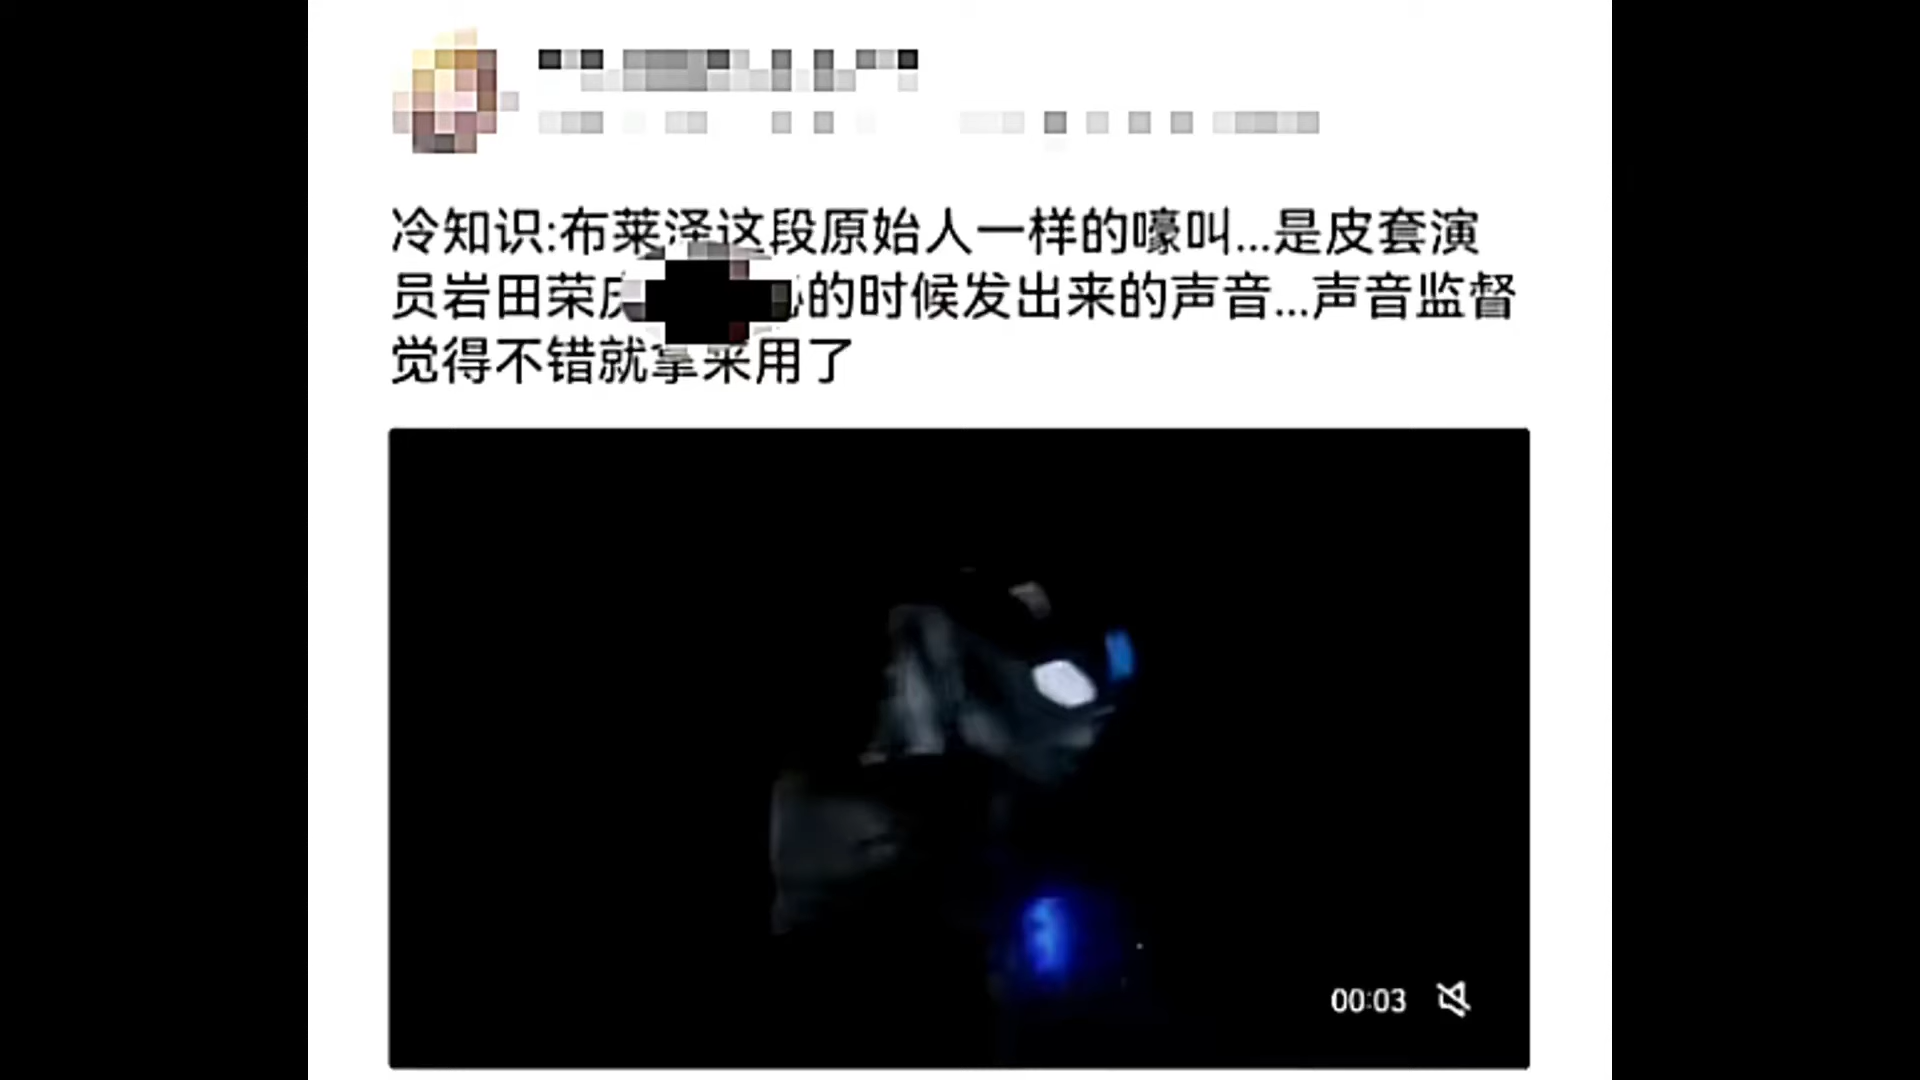 冷知识:布莱泽这段原始人一样的嚎叫...是皮套演
员岩田荣 的时候发出来的声音...声音监督
觉得不错就拿来用了
00:03